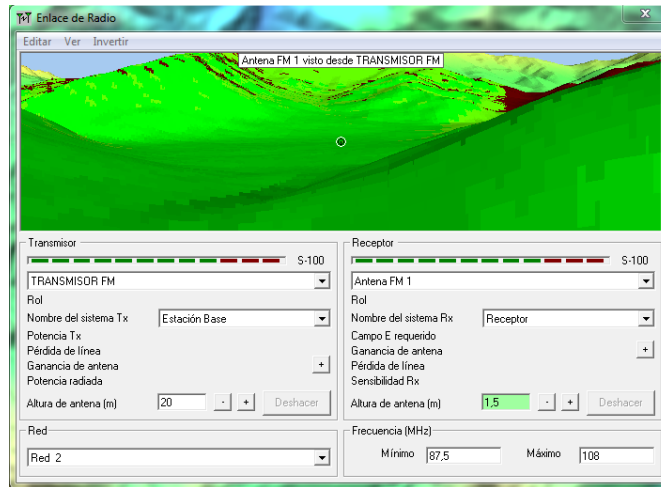 Enlace de Radio
X
Editar Ver Invertir
Antena FM 1 visto desde TRANSMISOR FM
Transmisor
S-100
TRANSMISOR FM
Rol
Nombre del sistema Tx Estación Base
Potencia Tx
Pérdida de línea
Ganancia de antena +
Potencia radiada
Altura de antena (m) 20 - + Deshacer
Receptor
S-100
Antena FM 1
Rol
Nombre del sistema Rx Receptor
Campo E requerido
Ganancia de antena +
Pérdida de línea
Sensibilidad Rx
Altura de antena (m) 1,5 - + Deshacer
Red
Red 2
Frecuencia (MHz)
Mínimo 87,5 Máximo 108